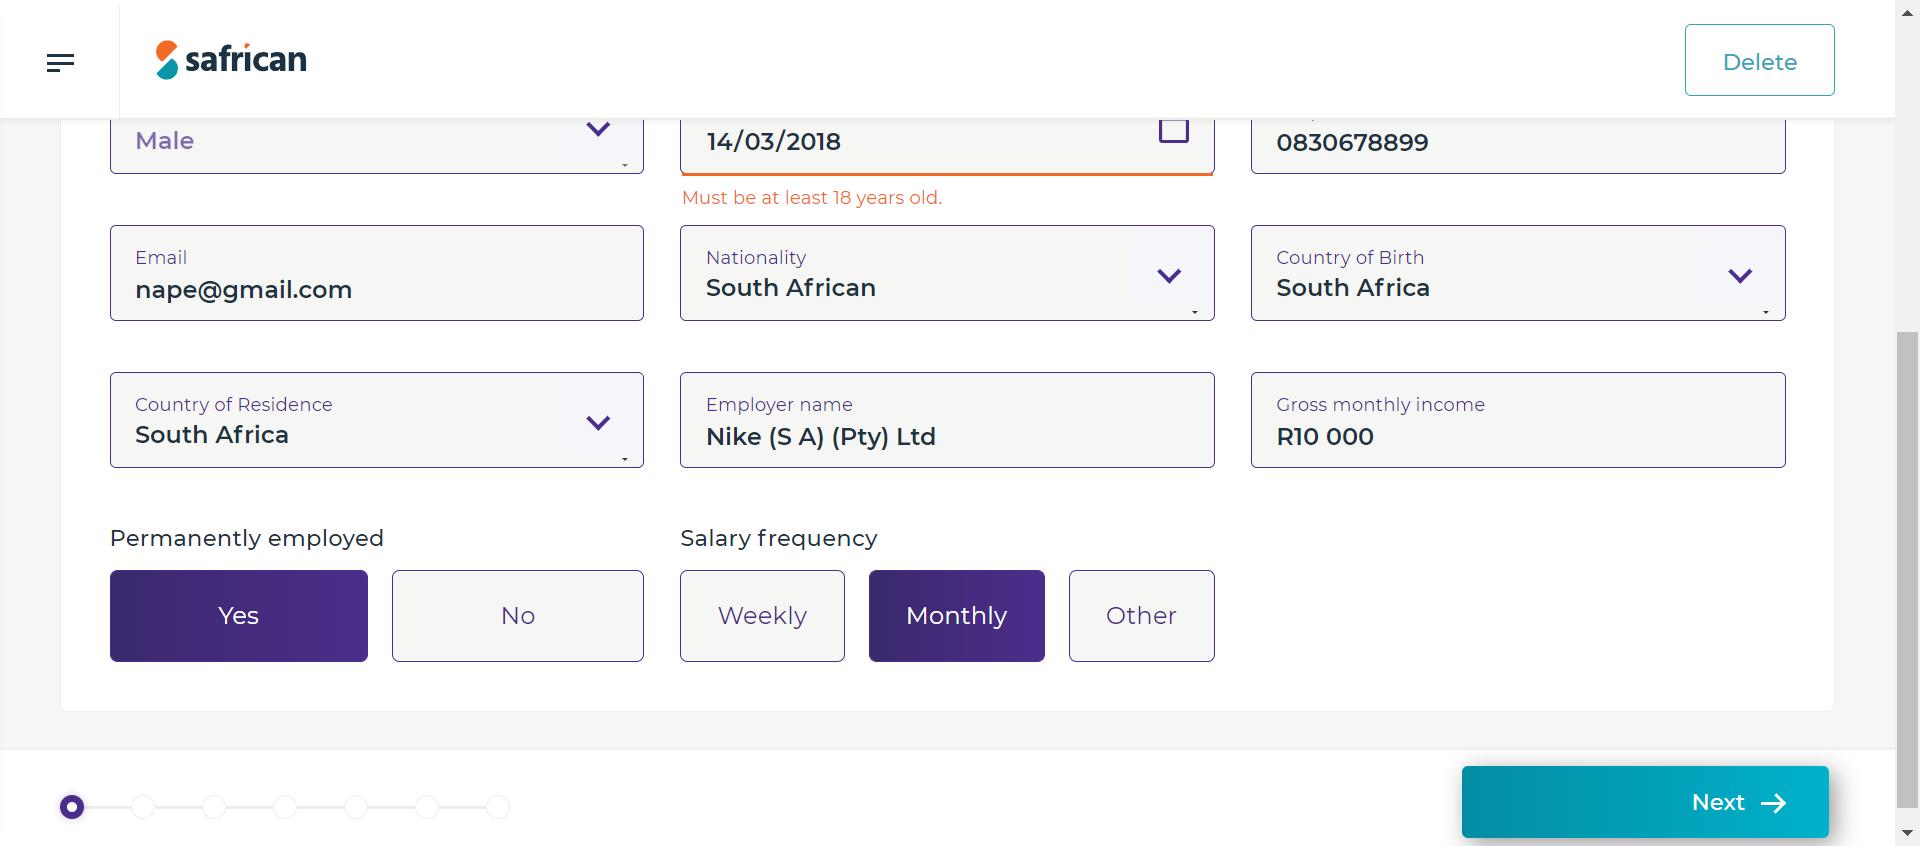 safrican
Delete
Male
14/03/2018
0830678899
Must be at least 18 years old.
Email
nape@gmail.com
Nationality
South African
Country of Birth
South Africa
Country of Residence
South Africa
Employer name
Nike (S A) (Pty) Ltd
Gross monthly income
R10 000
Permanently employed
Salary frequency
Yes
No
Weekly
Monthly
Other
Next